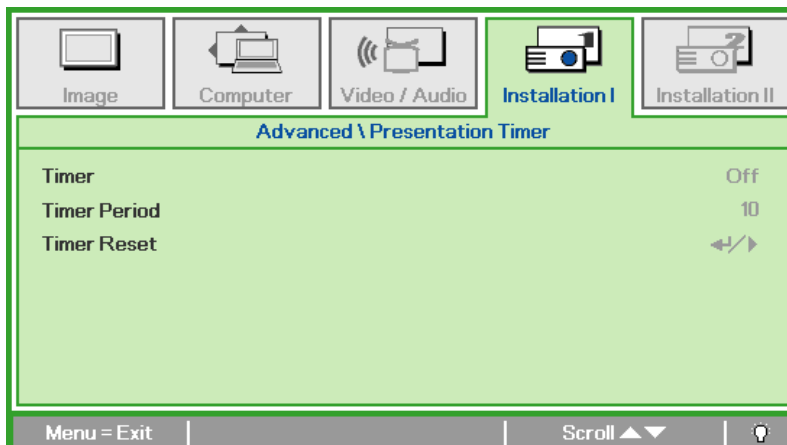 Image Computer Video / Audio Installation I Installation II
Advanced \ Presentation Timer
Timer Off
Timer Period 10
Timer Reset ↵/▶
Menu = Exit Scroll ▲▼